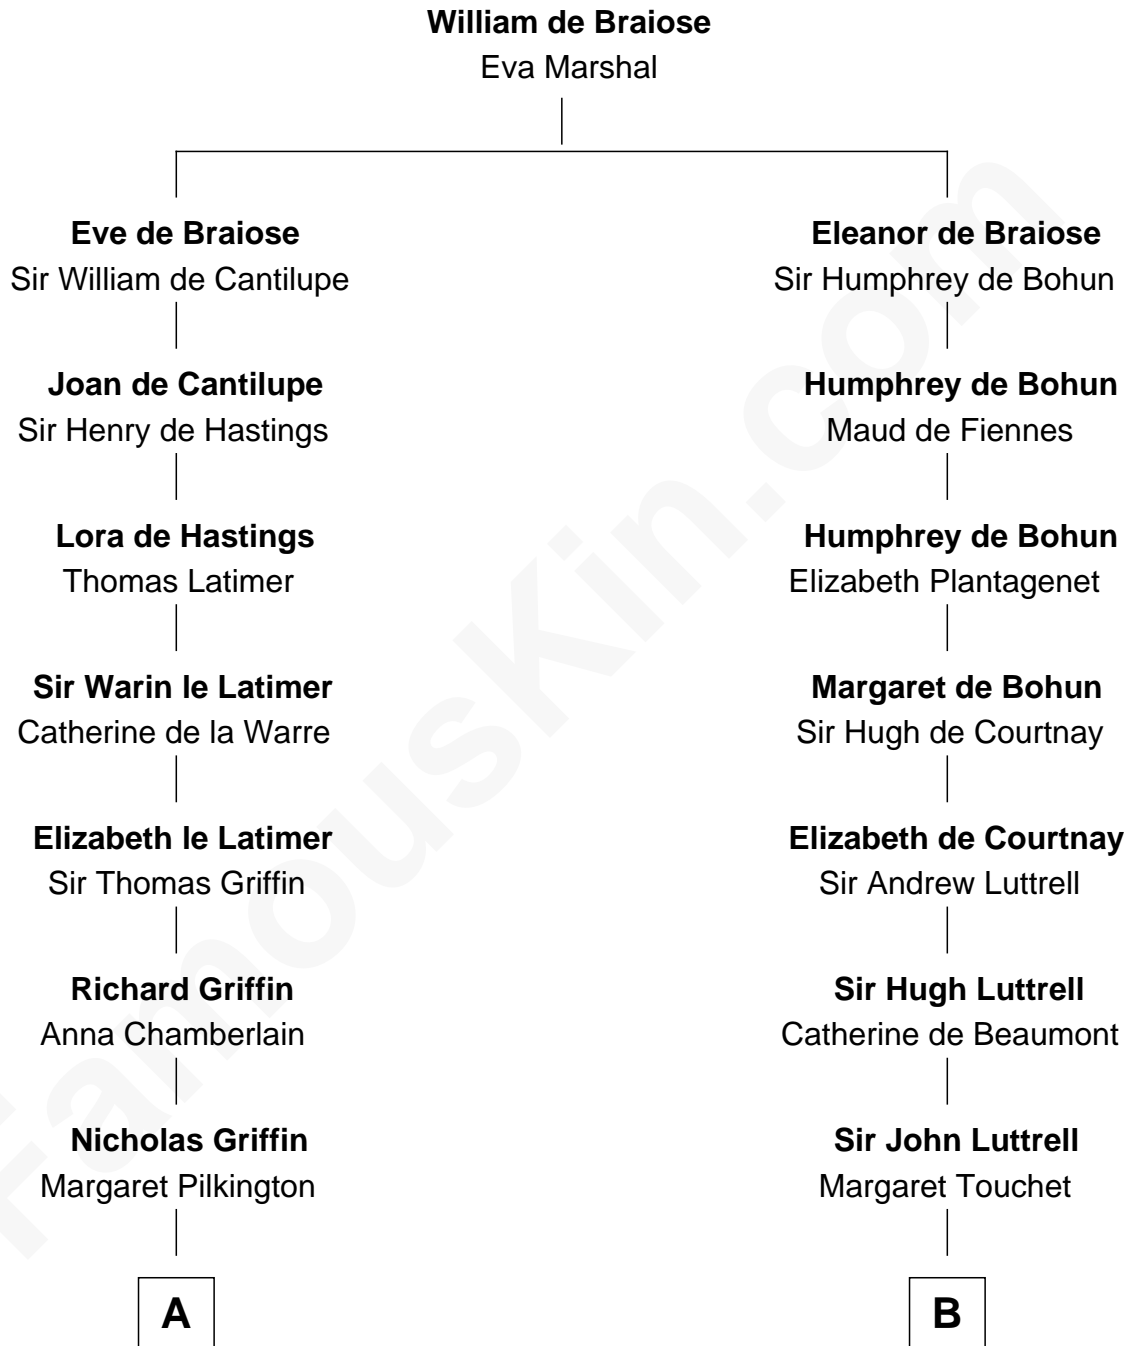 William de Braiose
Eva Marshal
Eve de Braiose
Sir William de Cantilupe
Eleanor de Braiose
Sir Humphrey de Bohun
Joan de Cantilupe
Sir Henry de Hastings
Humphrey de Bohun
Maud de Fiennes
Lora de Hastings
Thomas Latimer
Humphrey de Bohun
Elizabeth Plantagenet
Sir Warin le Latimer
Catherine de la Warre
Margaret de Bohun
Sir Hugh de Courtnay
Elizabeth le Latimer
Sir Thomas Griffin
Elizabeth de Courtnay
Sir Andrew Luttrell
Richard Griffin
Anna Chamberlain
Sir Hugh Luttrell
Catherine de Beaumont
Nicholas Griffin
Margaret Pilkington
Sir John Luttrell
Margaret Touchet
A
B
FamousKin.com